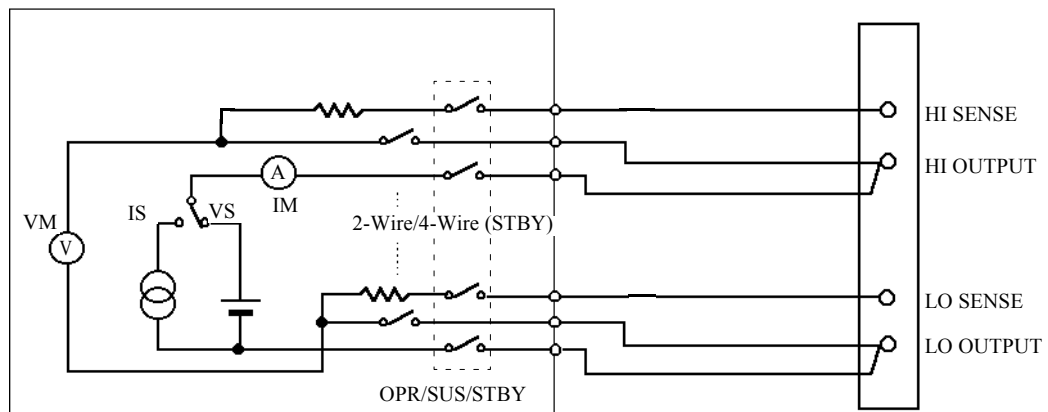 HI SENSE
HI OUTPUT
A
IM
IS
VS
2-Wire/4-Wire (STBY)
VM
V
LO SENSE
LO OUTPUT
OPR/SUS/STBY